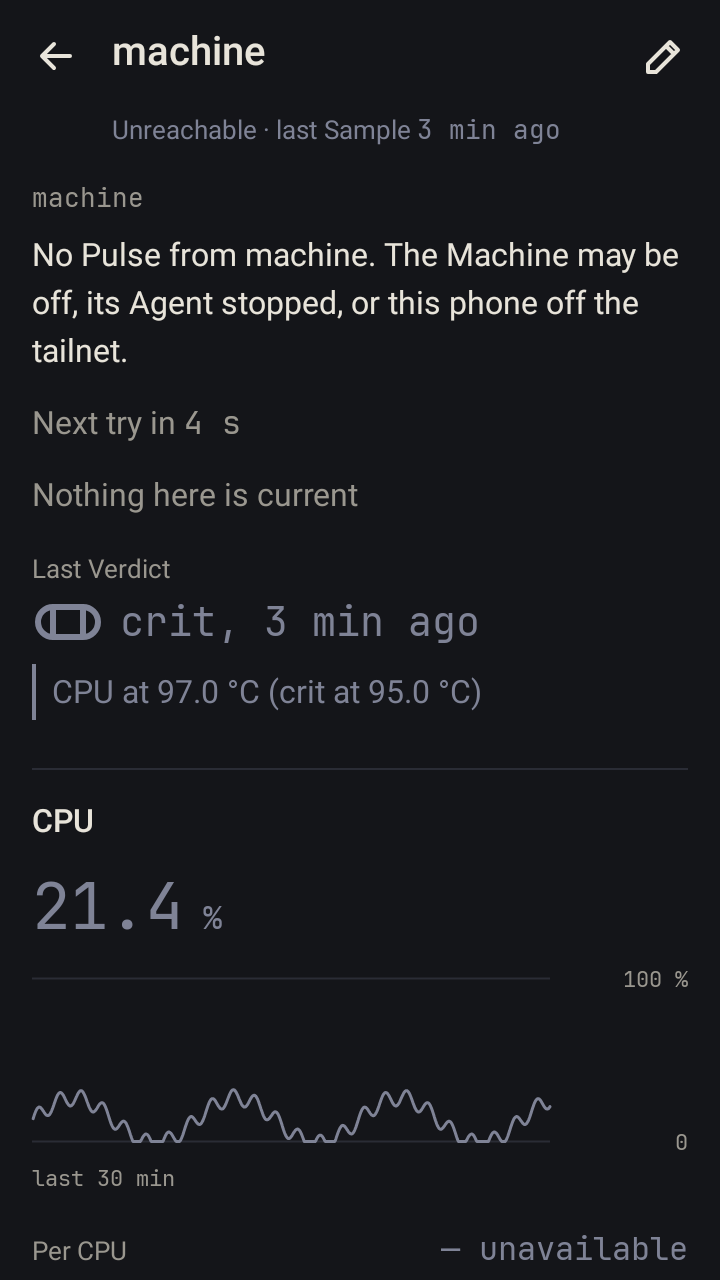 machine
Unreachable · last Sample 3 min ago
machine
No Pulse from machine. The Machine may be
off, its Agent stopped, or this phone off the
tailnet.
Next try in 4 s
Nothing here is current
Last Verdict
crit, 3 min ago
CPU at 97.0 °C (crit at 95.0 °C)
CPU
21.4 %
100 %
0
last 30 min
Per CPU — unavailable